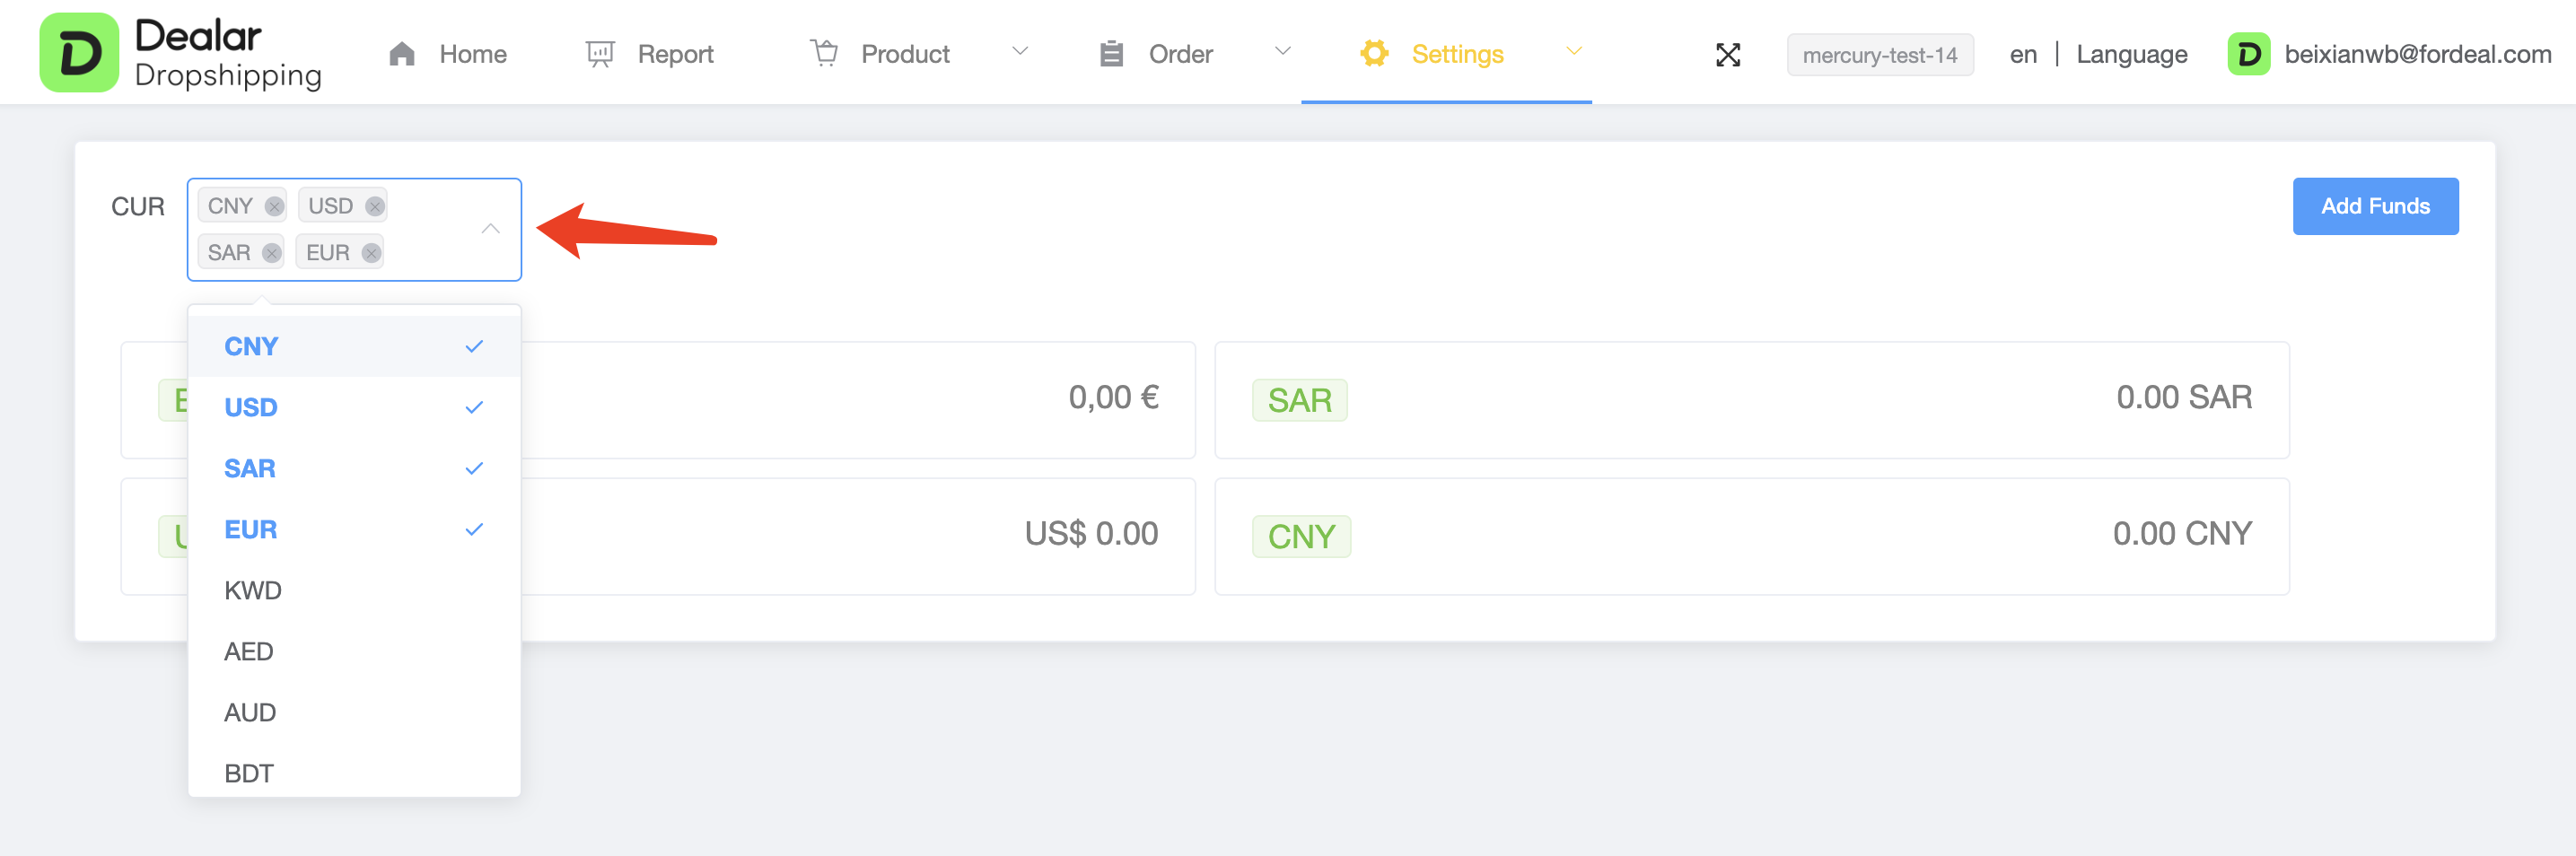 Dealar
Dropshipping
Home
Report
Product
Order
Settings
mercury-test-14
en | Language
beixianwb@fordeal.com
CUR
CNY USD
SAR EUR
Add Funds
CNY
USD
SAR
EUR
KWD
AED
AUD
BDT
0,00 €
SAR
0.00 SAR
US$ 0.00
CNY
0.00 CNY